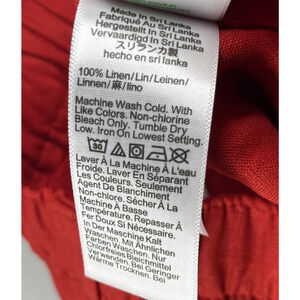 Made In Sri Lanka
Fabriqué Au Sri Lanka
Hergestellt In Sri Lanka
Vervaardigd In Sri Lanka
スリランカ製
hecho en sri lanka
100% Linen/Lin/Leinen/
Linnen/麻/lino
Machine Wash Cold. With
Like Colors. Non-chlorine
Bleach Only. Tumble Dry
Low. Iron On Lowest Setting.
30
Laver À La Machine À L'eau
Froide. Laver En Séparant
Les Couleurs. Seulement
Agent De Blanchiment
Non-chlore. Sécher À La
Machine À Basse
Température. Repasser À
Fer Doux Si Nécessaire.
In Der Maschine Kalt
Waschen. Mit Ähnlichen
Farben Waschen. Nur
Chlorfreies Bleichmittel
Verwenden. Bei Geringer
Wärme Trocknen. Bei